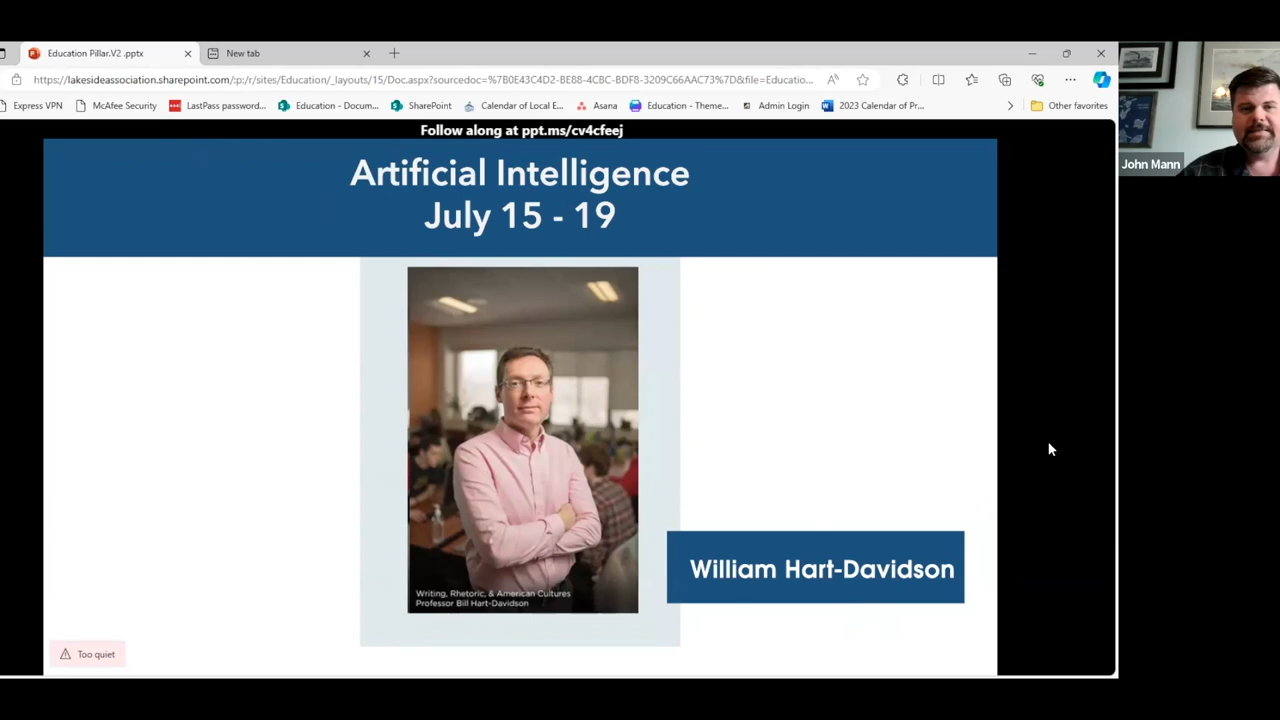 Education Pillar.V2 .pptx
New tab
https://lakesideassociation.sharepoint.com/:p:/r/sites/Education/_layouts/15/Doc.aspx?sourcedoc=%7B0E43C4D2-BE88-4CBC-BDF8-3209C66AAC73%7D&file=Educatio...
Express VPN
McAfee Security
LastPass password...
Education - Docum...
SharePoint
Calendar of Local E...
Asana
Education - Theme...
Admin Login
2023 Calendar of Pr...
Other favorites
Follow along at ppt.ms/cv4cfeej
Artificial Intelligence
July 15 - 19
John Mann
William Hart-Davidson
Writing, Rhetoric, & American Cultures
Professor Bill Hart-Davidson
Too quiet